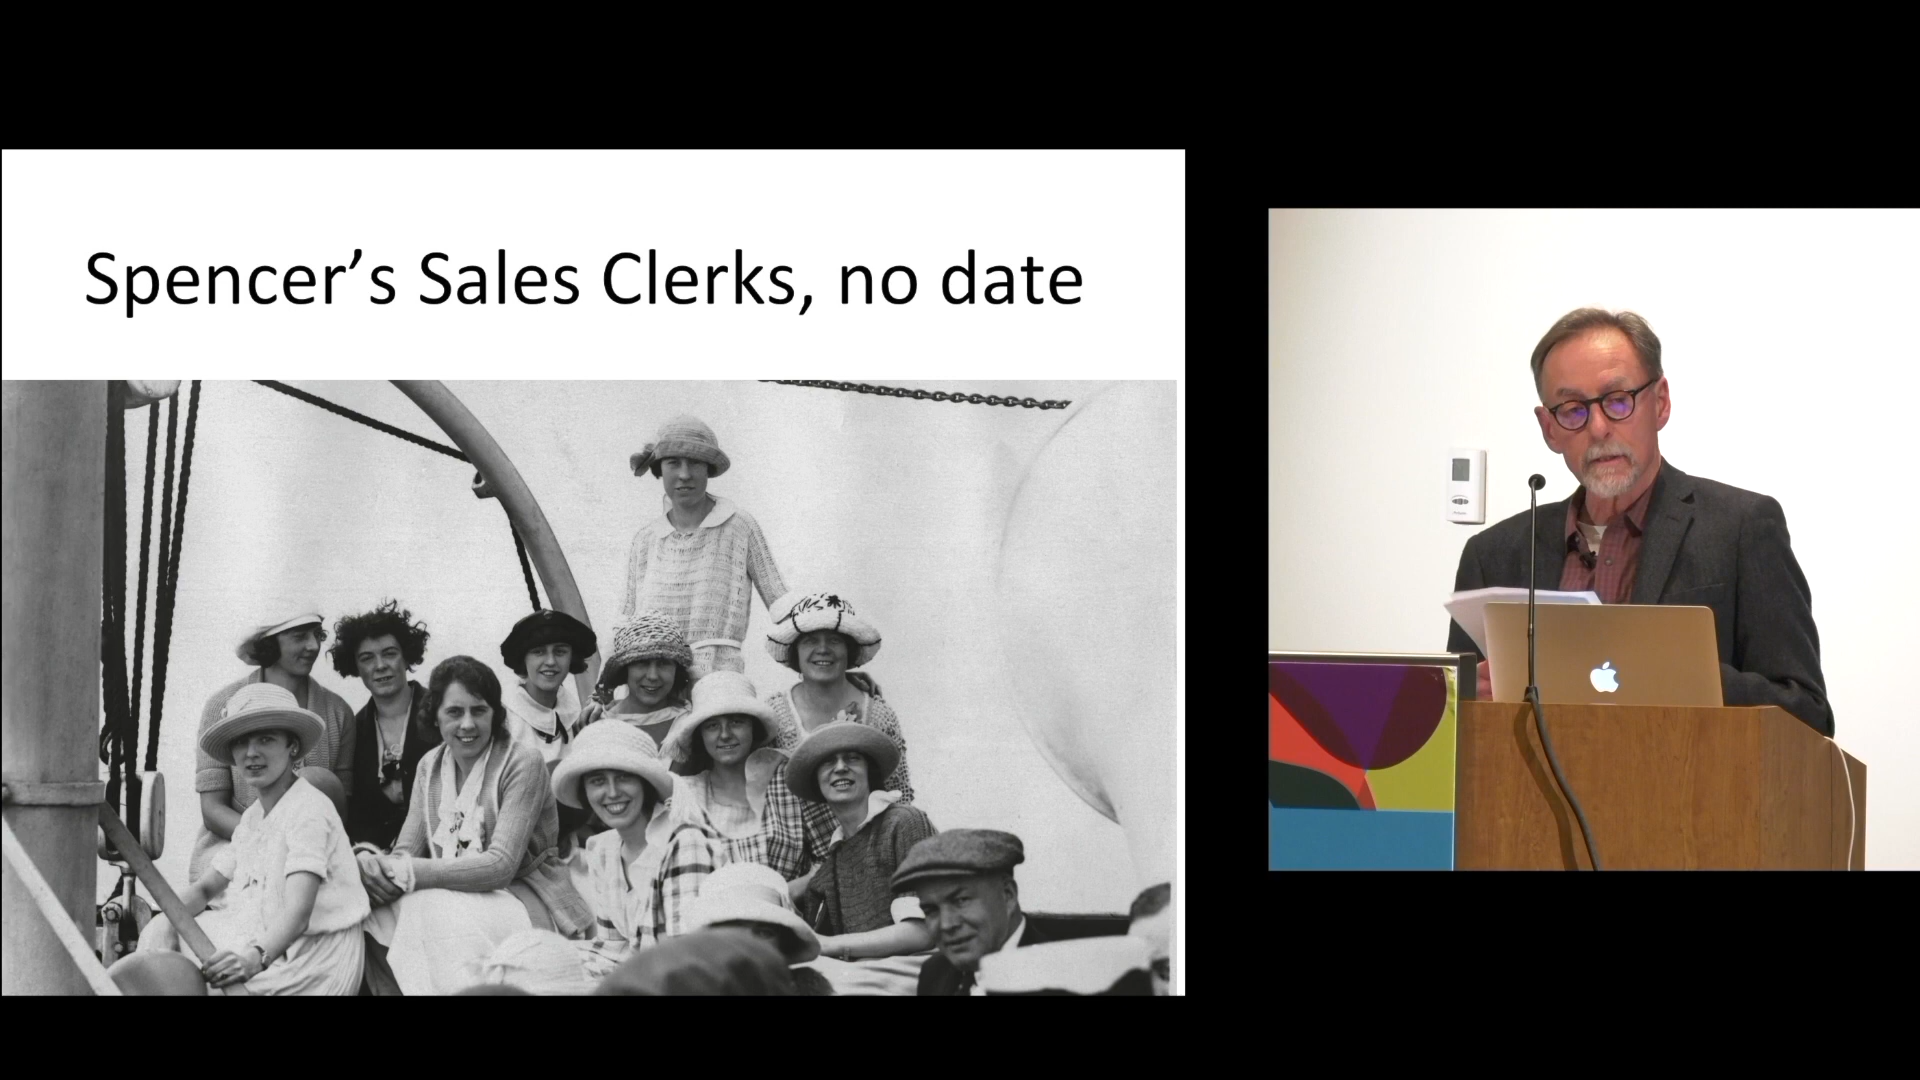 Spencer’s Sales Clerks, no date